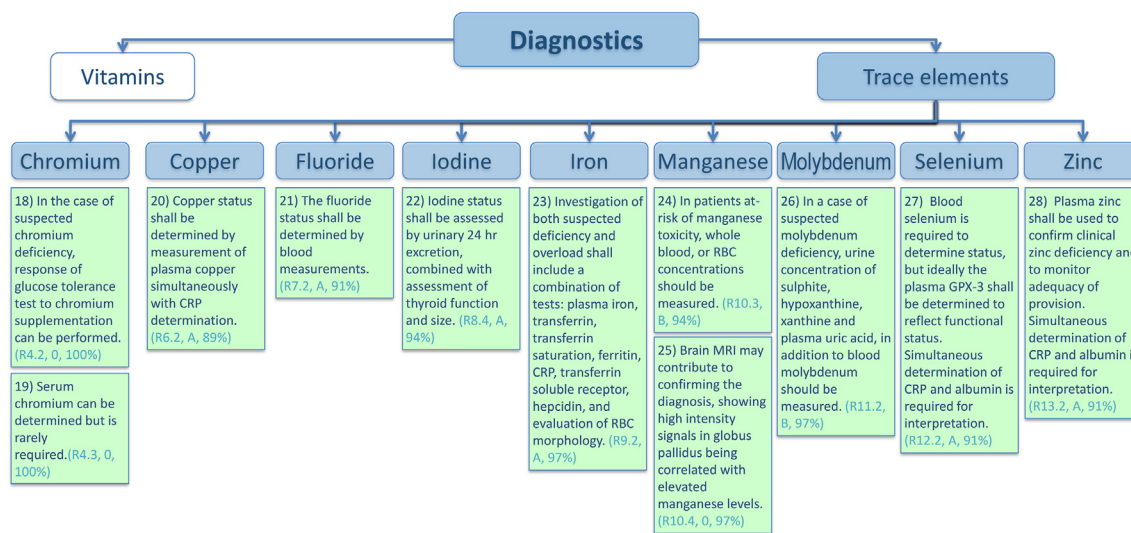 Diagnostics
Vitamins
Trace elements
Chromium
18) In the case of
suspected
chromium
deficiency,
response of
glucose tolerance
test to chromium
supplementation
can be performed.
(R4.2, 0, 100%)
19) Serum
chromium can be
determined but is
rarely
required.(R4.3, 0,
100%)
Copper
20) Copper status
shall be
determined by
measurement of
plasma copper
simultaneously
with CRP
determination.
(R6.2, A, 89%)
Fluoride
21) The fluoride
status shall be
determined by
blood
measurements.
(R7.2, A, 91%)
Iodine
22) Iodine status
shall be assessed
by urinary 24 hr
excretion,
combined with
assessment of
thyroid function
and size. (R8.4, A,
94%)
Iron
23) Investigation of
both suspected
deficiency and
overload shall
include a
combination of
tests: plasma iron,
transferrin,
transferrin
saturation, ferritin,
CRP, transferrin
soluble receptor,
hepcidin, and
evaluation of RBC
morphology. (R9.2,
A, 97%)
Manganese
24) In patients at-
risk of manganese
toxicity, whole
blood, or RBC
concentrations
should be
measured. (R10.3,
B, 94%)
25) Brain MRI may
contribute to
confirming the
diagnosis, showing
high intensity
signals in globus
pallidus being
correlated with
elevated
manganese levels.
(R10.4, 0, 97%)
Molybdenum
26) In a case of
suspected
molybdenum
deficiency, urine
concentration of
sulphite,
hypoxanthine,
xanthine and
plasma uric acid, in
addition to blood
molybdenum
should be
measured. (R11.2,
B, 97%)
Selenium
27) Blood
selenium is
required to
determine status,
but ideally the
plasma GPX-3 shall
be determined to
reflect functional
status.
Simultaneous
determination of
CRP and albumin is
required for
interpretation.
(R12.2, A, 91%)
Zinc
28) Plasma zinc
shall be used to
confirm clinical
zinc deficiency and
to monitor
adequacy of
provision.
Simultaneous
determination of
CRP and albumin i
required for
interpretation.
(R13.2, A, 91%)